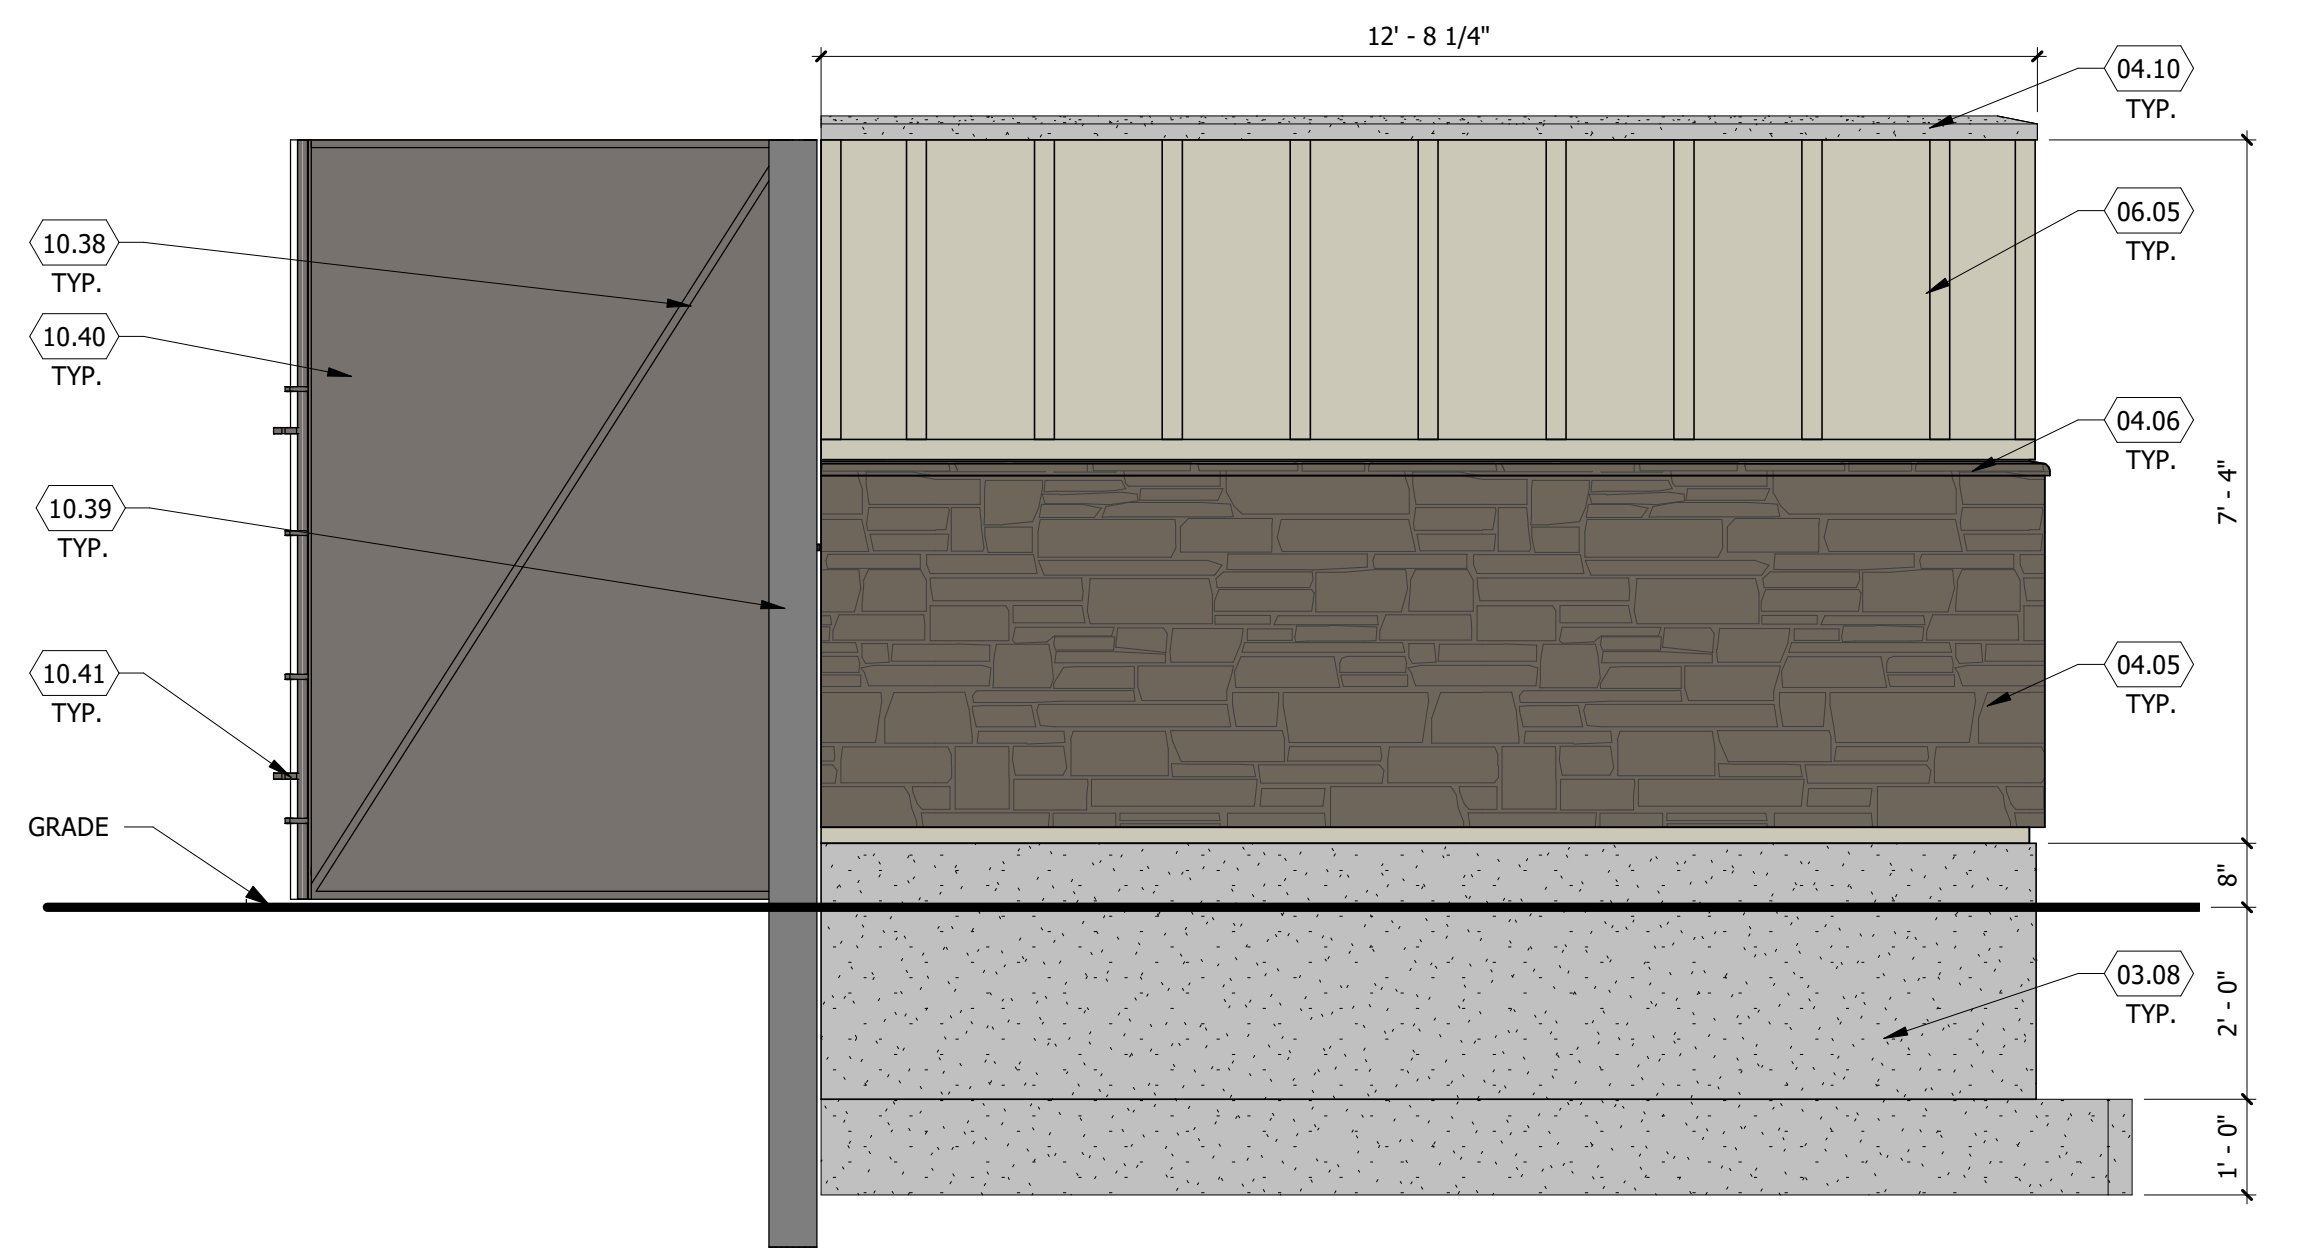 12' - 8 1/4"
04.10
TYP.
06.05
TYP.
10.38
TYP.
10.40
TYP.
04.06
TYP.
7' - 4"
10.39
TYP.
04.05
TYP.
10.41
TYP.
GRADE
8"
03.08
TYP.
2' - 0"
1' - 0"